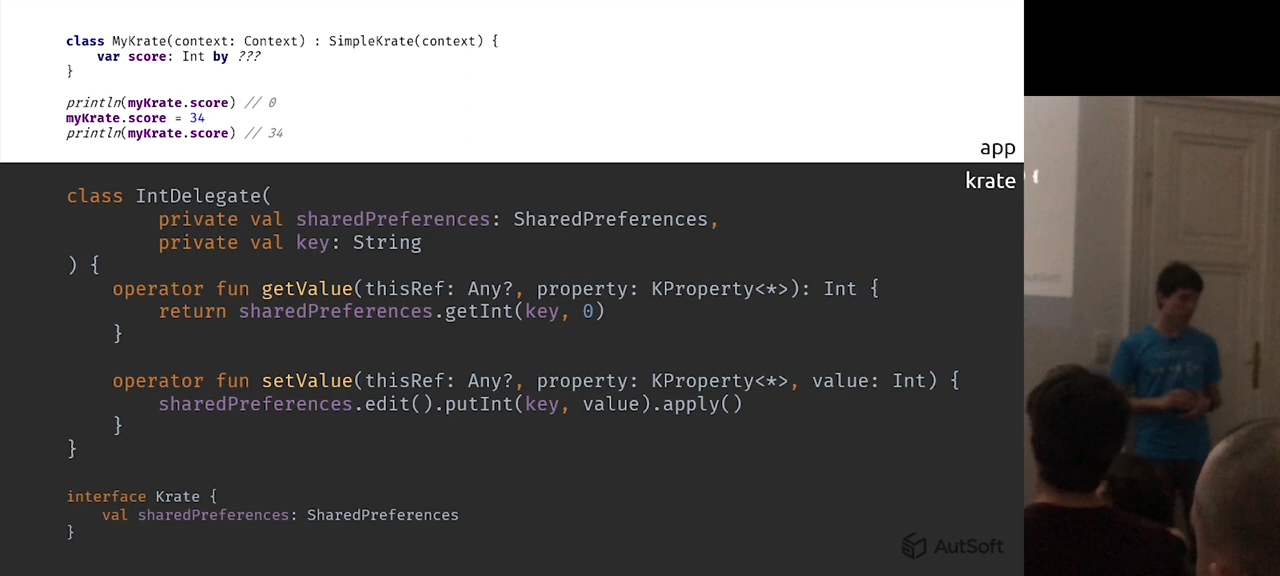 class MyKrate(context: Context) : SimpleKrate(context) {
    var score: Int by ???
}
println(myKrate.score) // 0
myKrate.score = 34
println(myKrate.score) // 34
app
krate
class IntDelegate(
        private val sharedPreferences: SharedPreferences,
        private val key: String
) {
    operator fun getValue(thisRef: Any?, property: KProperty<*>): Int {
        return sharedPreferences.getInt(key, 0)
    }
    operator fun setValue(thisRef: Any?, property: KProperty<*>, value: Int) {
        sharedPreferences.edit().putInt(key, value).apply()
    }
}
interface Krate {
    val sharedPreferences: SharedPreferences
}
AutSoft
AutSoft